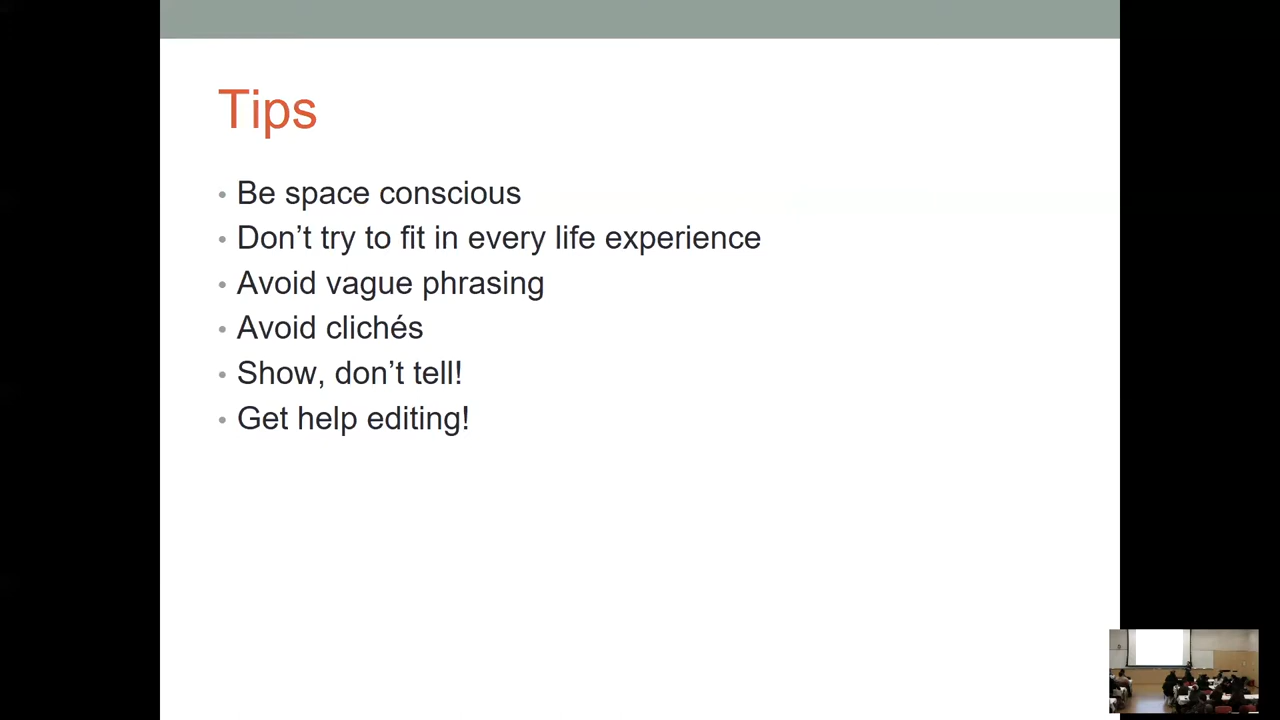 Tips
• Be space conscious
• Don’t try to fit in every life experience
• Avoid vague phrasing
• Avoid clichés
• Show, don’t tell!
• Get help editing!